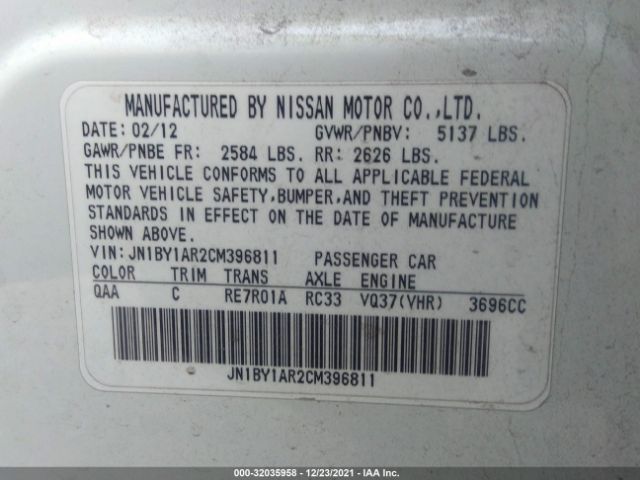 MANUFACTURED BY NISSAN MOTOR CO.,LTD.
DATE: 02/12 GVWR/PNBV: 5137 LBS.
GAWR/PNBE FR: 2584 LBS. RR: 2626 LBS.
THIS VEHICLE CONFORMS TO ALL APPLICABLE FEDERAL
MOTOR VEHICLE SAFETY,BUMPER,AND THEFT PREVENTION
STANDARDS IN EFFECT ON THE DATE OF MANUFACTURE
SHOWN ABOVE.
VIN: JN1BY1AR2CM396811 PASSENGER CAR
COLOR TRIM TRANS AXLE ENGINE
QAA C RE7R01A RC33 VQ37(VHR) 3696CC
JN1BY1AR2CM396811
000-32035958 - 12/23/2021 - IAA Inc.